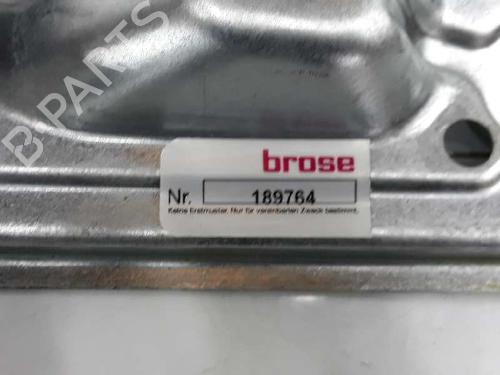 B-PARTS
brose
Nr. 189764
Keine Erstmuster. Nur für vereinbarten Zweck bestimmt.